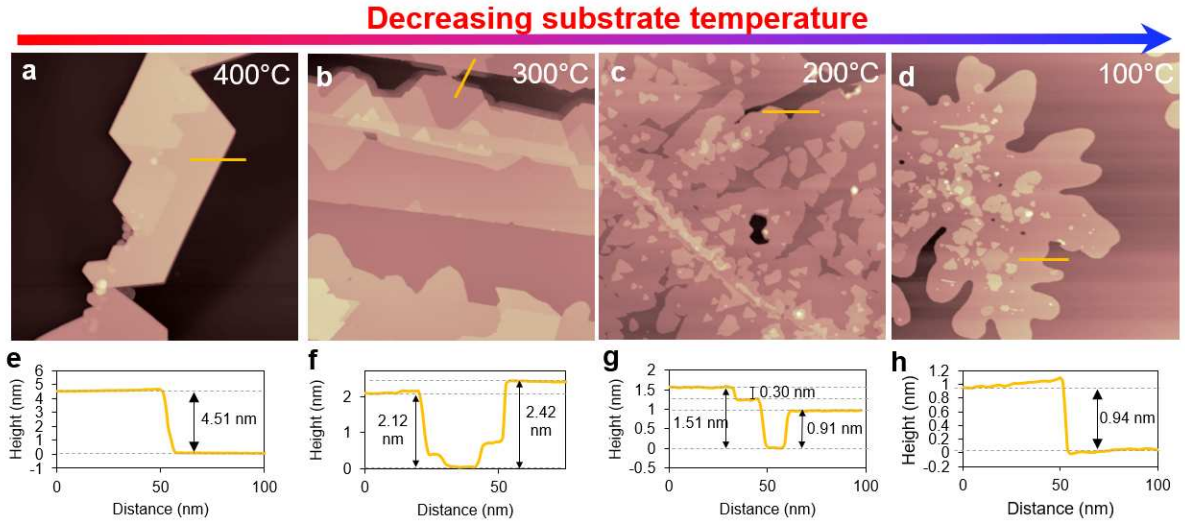 Decreasing substrate temperature
a
400°C
b
300°C
c
200°C
d
100°C
e
Height (nm)
6
5
4
3
2
1
0
-1
4.51 nm
0
50
100
Distance (nm)
f
Height (nm)
2
1
0
2.12
nm
2.42
nm
0
50
Distance (nm)
g
Height (nm)
2
1.5
1
0.5
0
-0.5
1.51 nm
0.30 nm
0.91 nm
0
50
100
Distance (nm)
h
Height (nm)
1.2
1
0.8
0.6
0.4
0.2
0
-0.2
0.94 nm
0
50
100
Distance (nm)